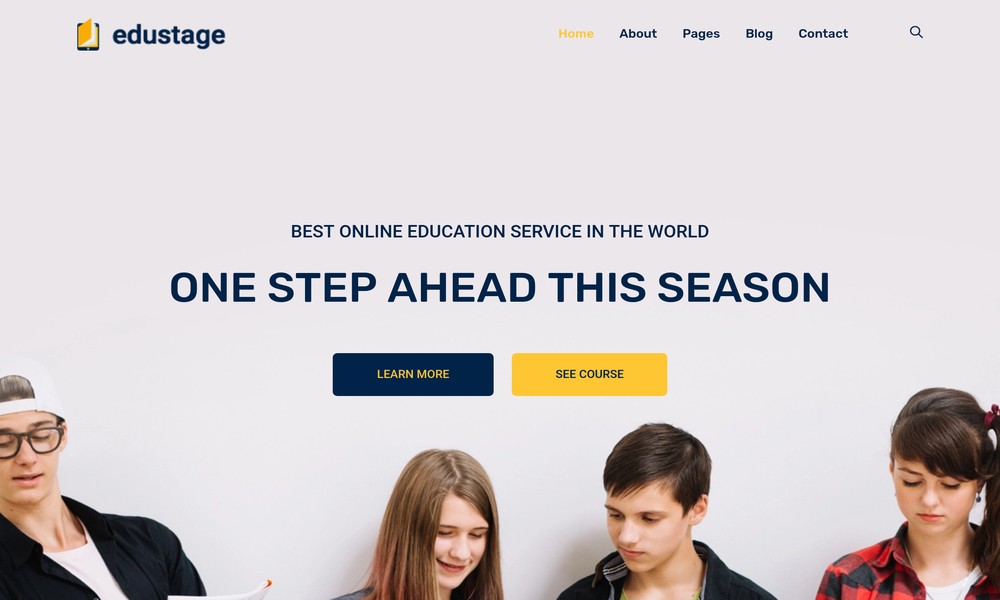 edustage
Home About Pages Blog Contact
BEST ONLINE EDUCATION SERVICE IN THE WORLD
ONE STEP AHEAD THIS SEASON
LEARN MORE
SEE COURSE